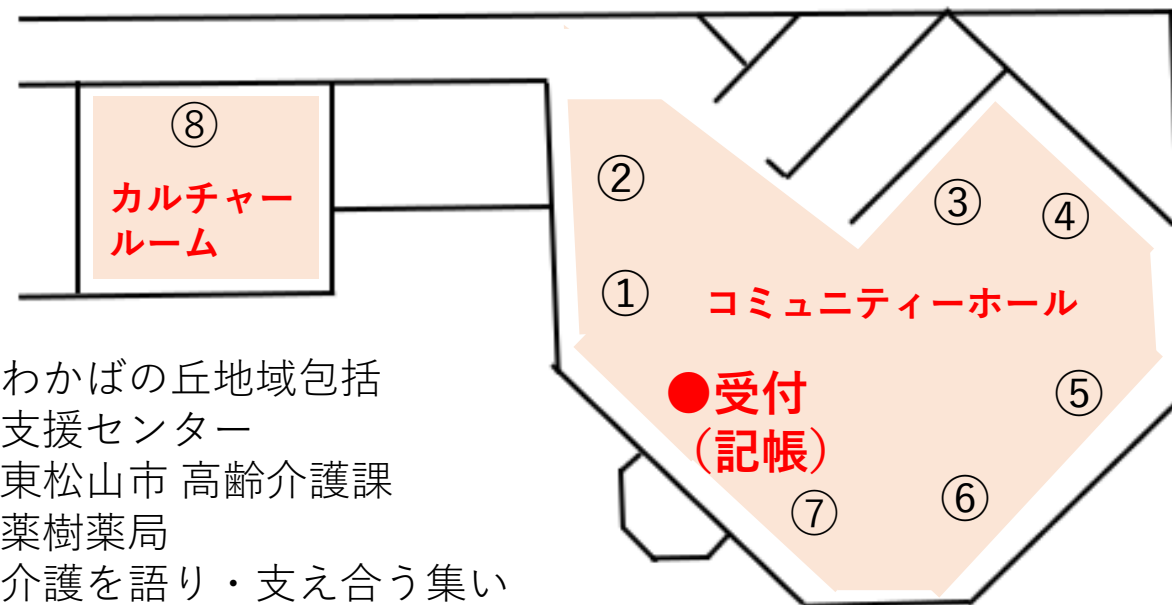 ⑧
カルチャー
ルーム
②
①
③
④
コミュニティーホール
●受付
（記帳）
⑤
⑥
⑦
わかばの丘地域包括
支援センター
東松山市 高齢介護課
薬樹薬局
介護を語り・支え合う集い